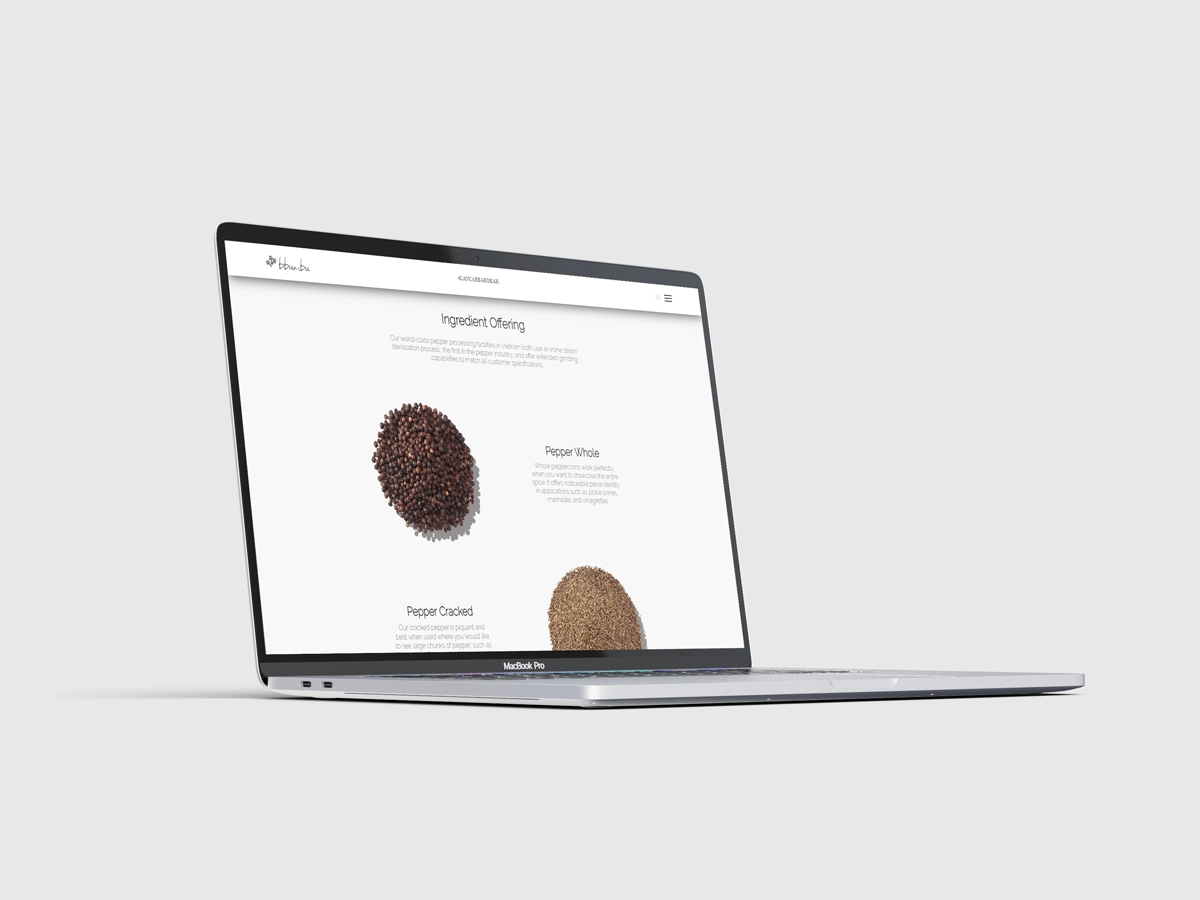 bbunbu
Ingredient Offering
Our world-class pepper processing facilities in Vietnam both use an inline steam
sterilization process, the first in the pepper industry, and offer extended grinding
capabilities to match all customer specifications
Pepper Whole
Whole peppercorns work perfectly
when you want to showcase the entire
spice. It offers noticeable piece identity
in applications such as pickle brines,
marinades and vinaigrettes.
Pepper Cracked
Our cracked pepper is piquant and
best when used where you would like
to see large chunks of pepper, such as
MacBook Pro